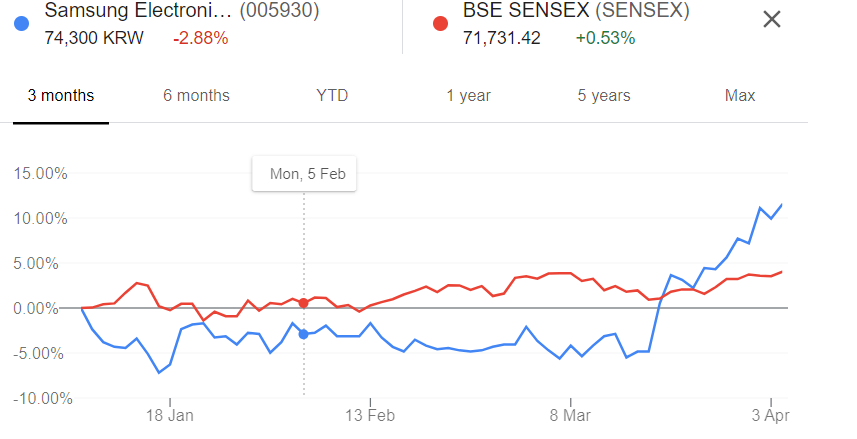 Samsung Electroni... (005930)
74,300 KRW -2.88%
BSE SENSEX (SENSEX)
71,731.42 +0.53%
3 months 6 months YTD 1 year 5 years Max
Mon, 5 Feb
15.00%
10.00%
5.00%
0.00%
-5.00%
-10.00%
18 Jan 13 Feb 8 Mar 3 Apr